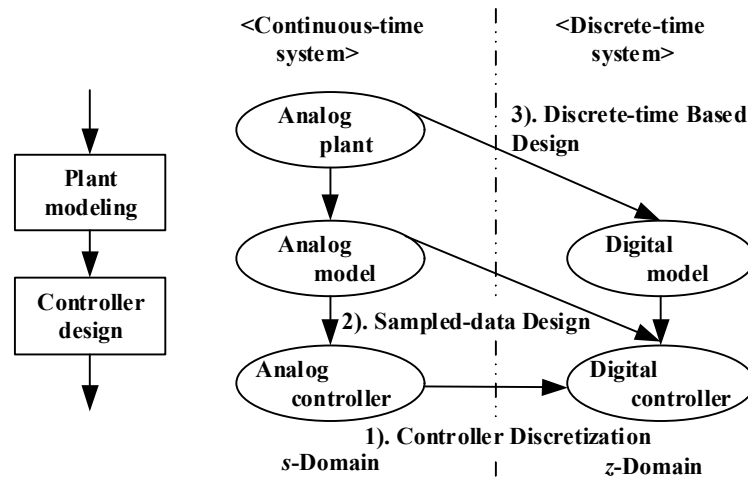 <Continuous-time
system>
<Discrete-time
system>
Plant
modeling
Controller
design
Analog
plant
3). Discrete-time Based
Design
Analog
model
Digital
model
2). Sampled-data Design
Analog
controller
Digital
controller
1). Controller Discretization
s-Domain
z-Domain